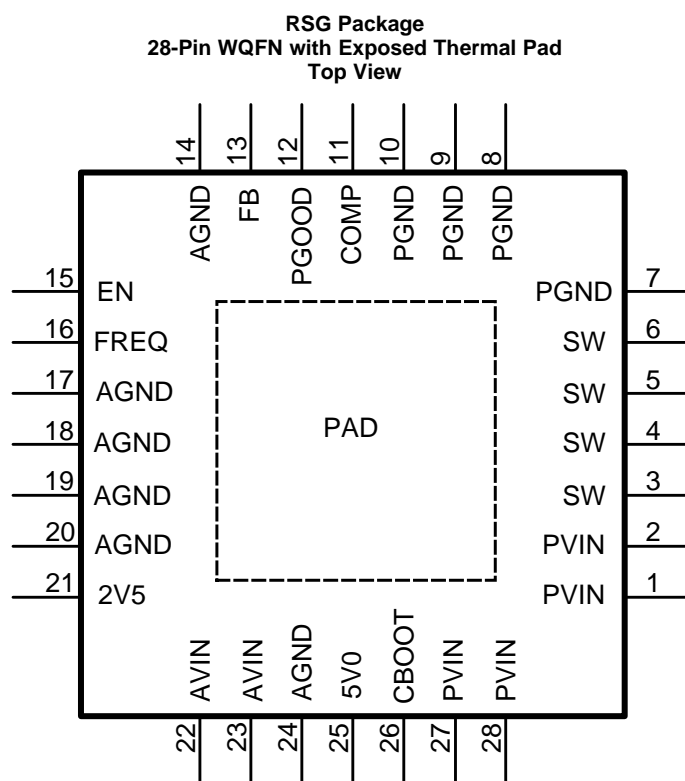 RSG Package
28-Pin WQFN with Exposed Thermal Pad
Top View
14
13
12
11
10
9
8
AGND
FB
PGOOD
COMP
PGND
PGND
PGND
15 EN
PGND 7
16 FREQ
SW 6
17 AGND
SW 5
18 AGND
SW 4
19 AGND
SW 3
20 AGND
PVIN 2
21 2V5
PVIN 1
PAD
AVIN
AVIN
AGND
5V0
CBOOT
PVIN
PVIN
22
23
24
25
26
27
28